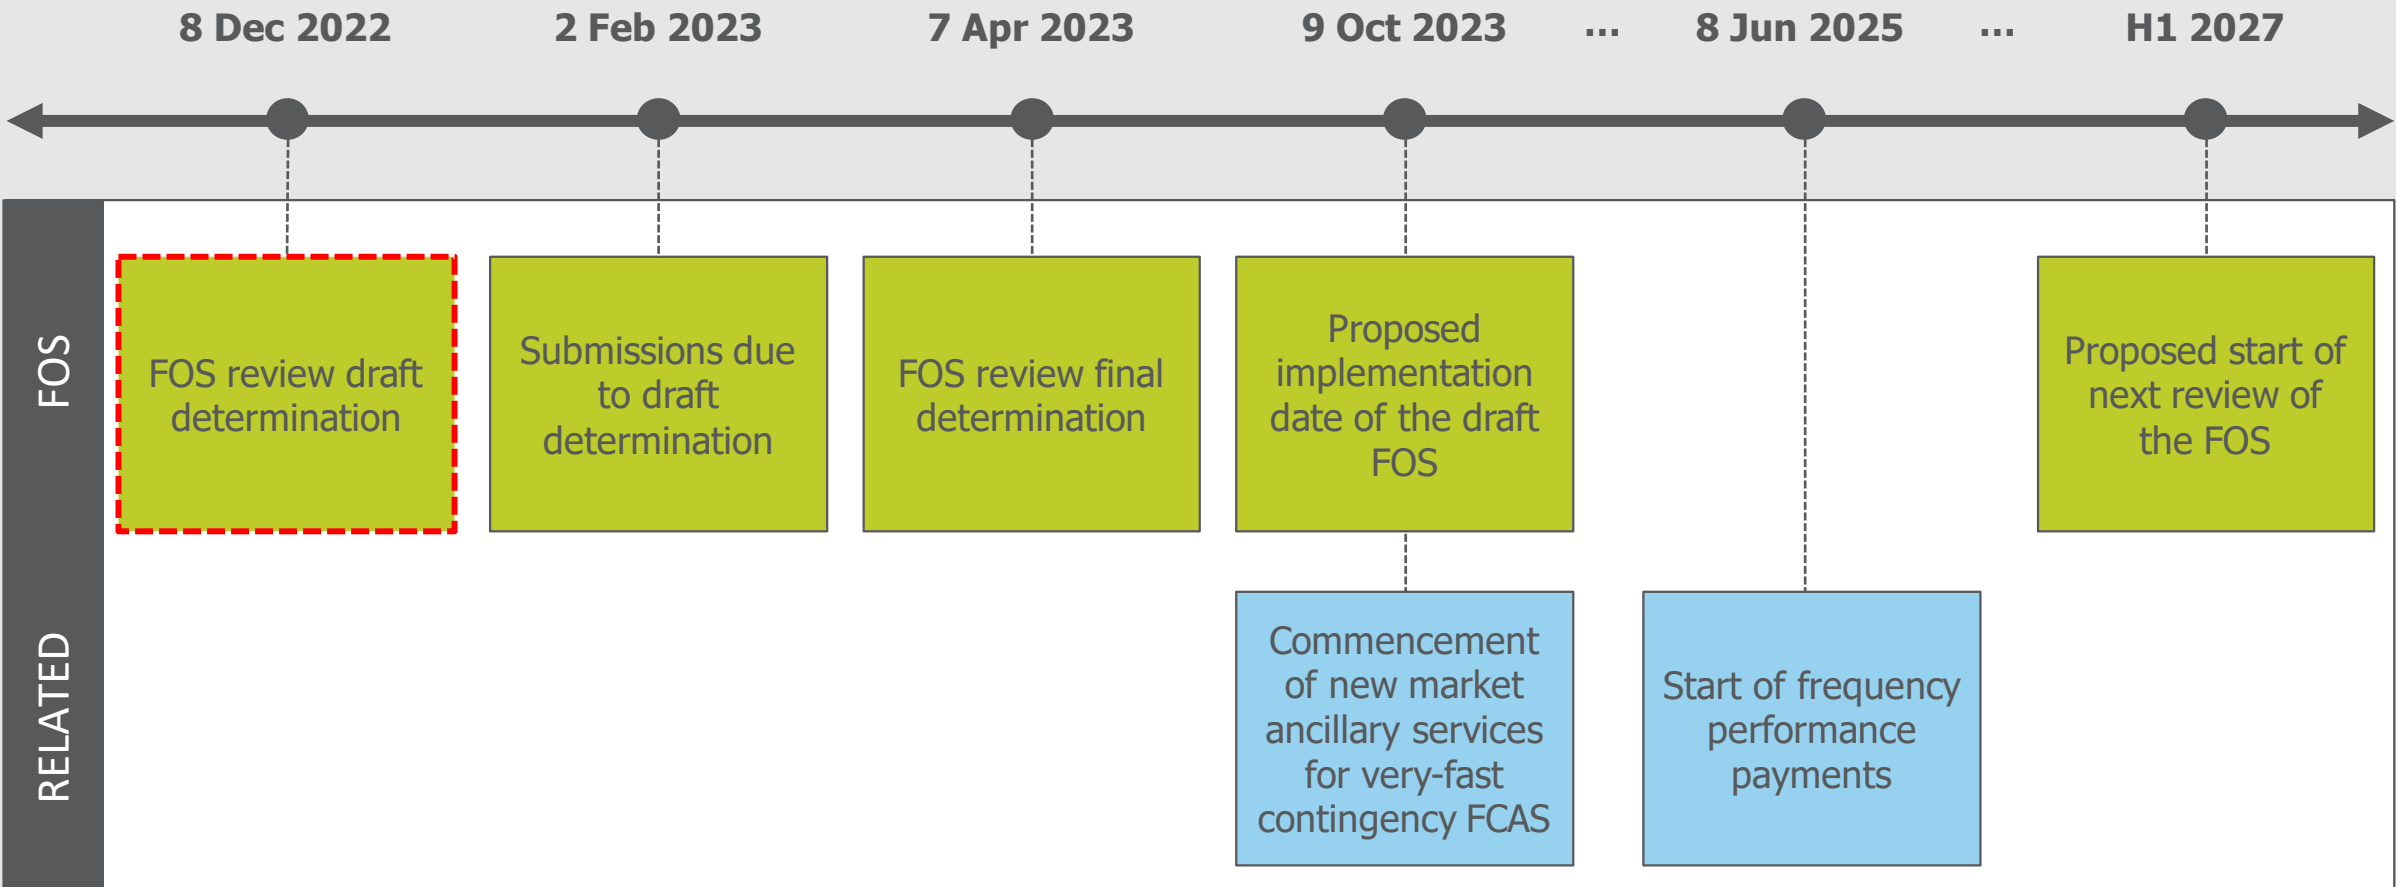 8 Dec 2022
2 Feb 2023
7 Apr 2023
9 Oct 2023
...
8 Jun 2025
...
H1 2027
FOS
FOS review draft
determination
Submissions due
to draft
determination
FOS review final
determination
Proposed
implementation
date of the draft
FOS
Proposed start of
next review of
the FOS
RELATED
Commencement
of new market
ancillary services
for very-fast
contingency FCAS
Start of frequency
performance
payments